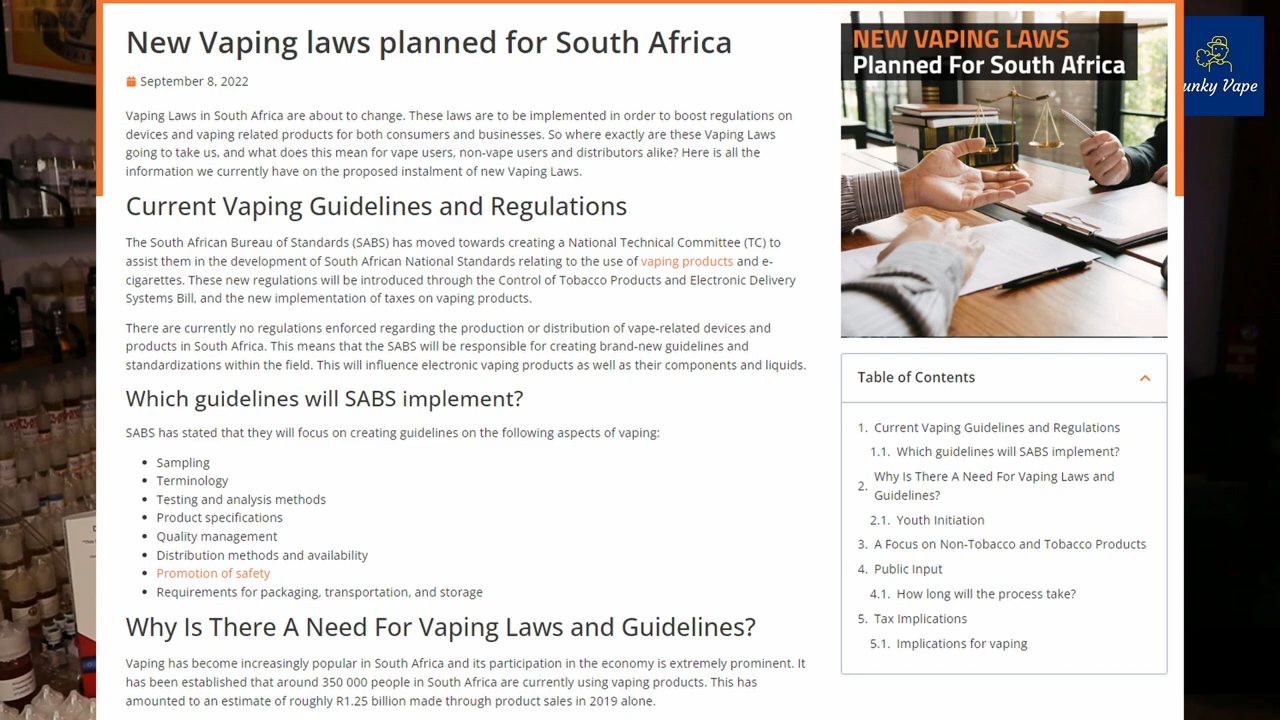 New Vaping laws planned for South Africa
September 8, 2022
Vaping Laws in South Africa are about to change. These laws are to be implemented in order to boost regulations on
devices and vaping related products for both consumers and businesses. So where exactly are these Vaping Laws
going to take us, and what does this mean for vape users, non-vape users and distributors alike? Here is all the
information we currently have on the proposed instalment of new Vaping Laws.
Current Vaping Guidelines and Regulations
The South African Bureau of Standards (SABS) has moved towards creating a National Technical Committee (TC) to
assist them in the development of South African National Standards relating to the use of vaping products and e-
cigarettes. These new regulations will be introduced through the Control of Tobacco Products and Electronic Delivery
Systems Bill, and the new implementation of taxes on vaping products.
There are currently no regulations enforced regarding the production or distribution of vape-related devices and
products in South Africa. This means that the SABS will be responsible for creating brand-new guidelines and
standardizations within the field. This will influence electronic vaping products as well as their components and liquids.
Which guidelines will SABS implement?
SABS has stated that they will focus on creating guidelines on the following aspects of vaping:
Sampling
Terminology
Testing and analysis methods
Product specifications
Quality management
Distribution methods and availability
Promotion of safety
Requirements for packaging, transportation, and storage
Why Is There A Need For Vaping Laws and Guidelines?
Vaping has become increasingly popular in South Africa and its participation in the economy is extremely prominent. It
has been established that around 350 000 people in South Africa are currently using vaping products. This has
amounted to an estimate of roughly R1.25 billion made through product sales in 2019 alone.
NEW VAPING LAWS
Planned For South Africa
Table of Contents
1. Current Vaping Guidelines and Regulations
1.1. Which guidelines will SABS implement?
2. Why Is There A Need For Vaping Laws and
Guidelines?
2.1. Youth Initiation
3. A Focus on Non-Tobacco and Tobacco Products
4. Public Input
4.1. How long will the process take?
5. Tax Implications
5.1. Implications for vaping
unky Vape